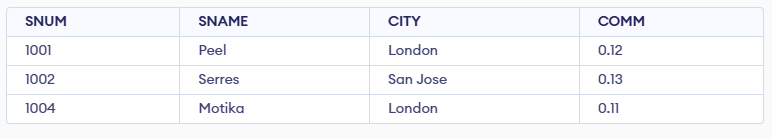 SNUM SNAME CITY COMM
1001 Peel London 0.12
1002 Serres San Jose 0.13
1004 Motika London 0.11